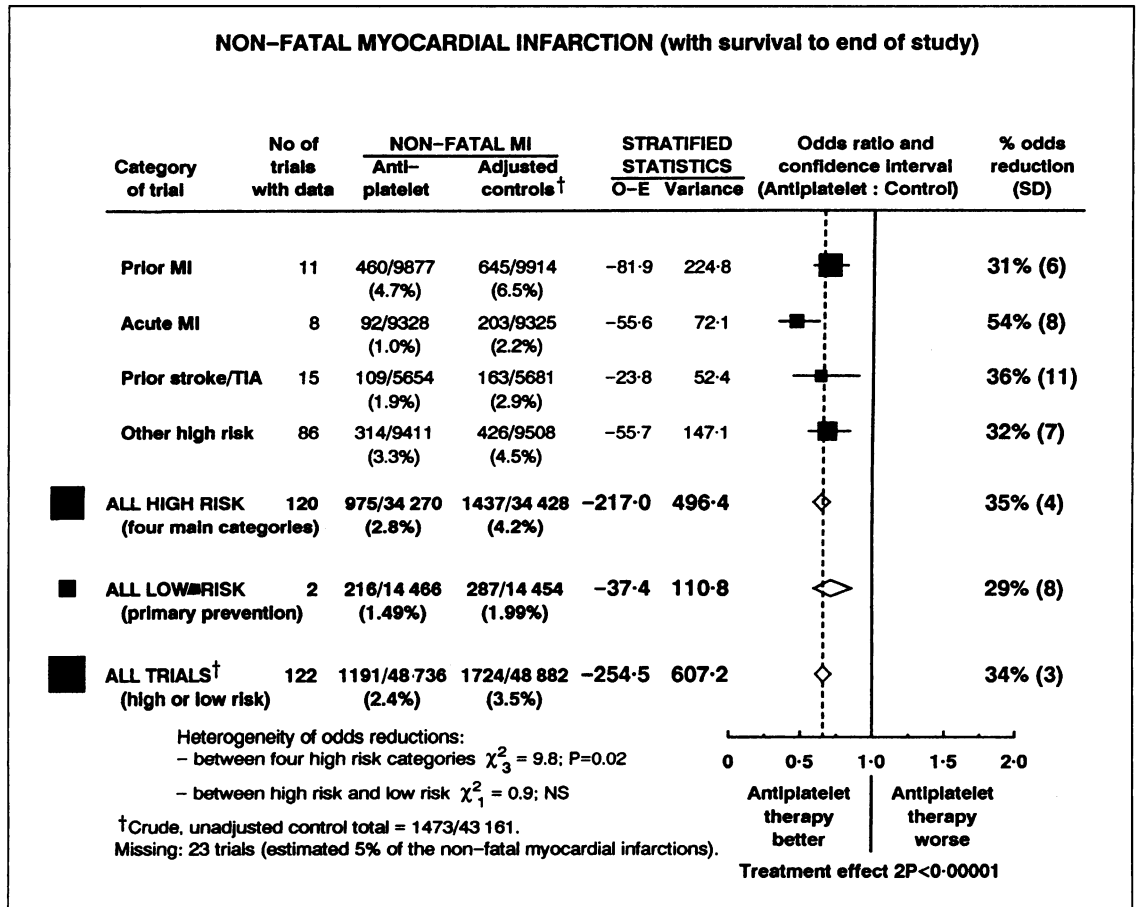 NON–FATAL MYOCARDIAL INFARCTION (with survival to end of study)
Category of trial No of trials with data NON–FATAL MI Anti–platelet Adjusted controls† STRATIFIED STATISTICS O–E Variance Odds ratio and confidence interval (Antiplatelet : Control) % odds reduction (SD)
Prior MI 11 460/9877 645/9914 –81·9 224·8 31% (6)
(4.7%) (6.5%)
Acute MI 8 92/9328 203/9325 –55·6 72·1 54% (8)
(1.0%) (2.2%)
Prior stroke/TIA 15 109/5654 163/5681 –23·8 52·4 36% (11)
(1.9%) (2.9%)
Other high risk 86 314/9411 426/9508 –55·7 147·1 32% (7)
(3.3%) (4.5%)
ALL HIGH RISK 120 975/34 270 1437/34 428 –217·0 496·4 35% (4)
(four main categories) (2.8%) (4.2%)
ALL LOW RISK 2 216/14 466 287/14 454 –37·4 110·8 29% (8)
(primary prevention) (1.49%) (1.99%)
ALL TRIALS† 122 1191/48·736 1724/48 882 –254·5 607·2 34% (3)
(high or low risk) (2.4%) (3.5%)
Heterogeneity of odds reductions:
– between four high risk categories χ²₃ = 9.8; P=0.02
– between high risk and low risk χ²₁ = 0.9; NS
†Crude, unadjusted control total = 1473/43 161.
Missing: 23 trials (estimated 5% of the non–fatal myocardial infarctions).
0 0·5 1·0 1·5 2·0
Antiplatelet therapy better
Antiplatelet therapy worse
Treatment effect 2P<0·00001